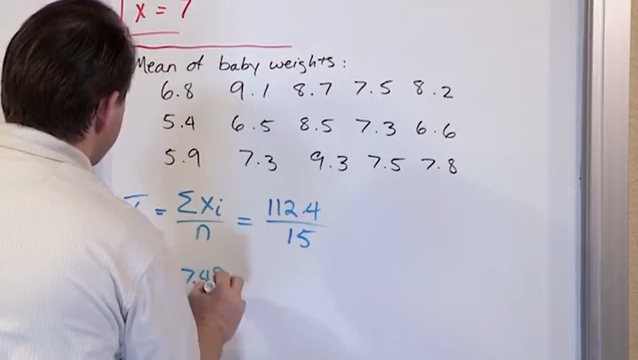 x = 7
Mean of baby weights:
6.8 9.1 8.7 7.5 8.2
5.4 6.5 8.5 7.3 6.6
5.9 7.3 9.3 7.5 7.8
= Σxi/n = 112.4/15
7.4